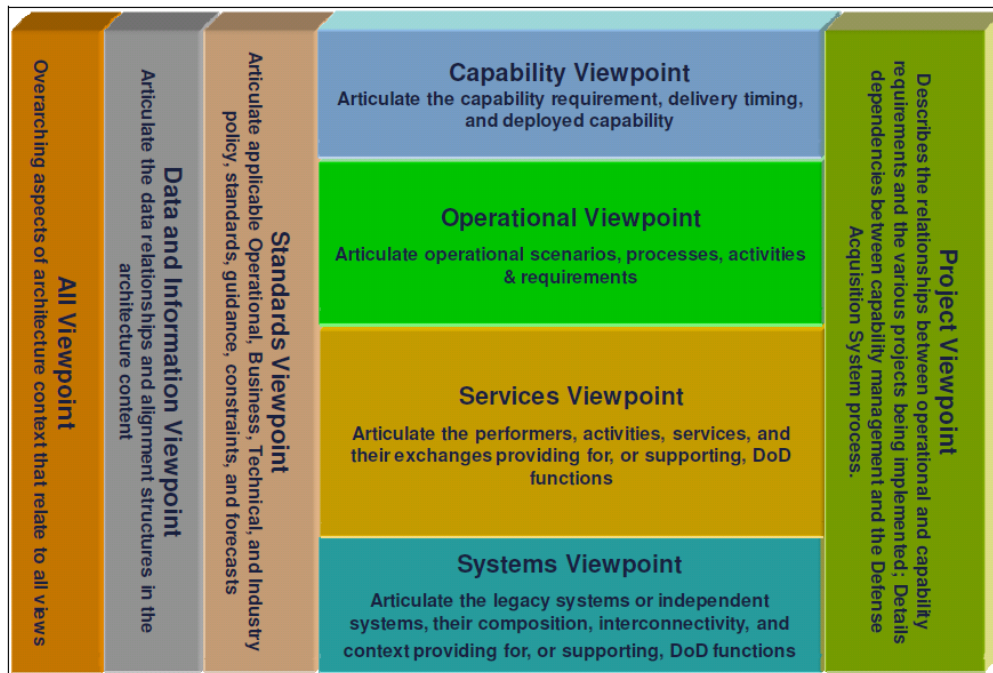 All Viewpoint
Overarching aspects of architecture context that relate to all views
Data and Information Viewpoint
Articulate the data relationships and alignment structures in the
architecture content
Standards Viewpoint
Articulate applicable Operational, Business, Technical, and Industry
policy, standards, guidance, constraints, and forecasts
Capability Viewpoint
Articulate the capability requirement, delivery timing,
and deployed capability
Operational Viewpoint
Articulate operational scenarios, processes, activities
& requirements
Services Viewpoint
Articulate the performers, activities, services, and
their exchanges providing for, or supporting, DoD
functions
Systems Viewpoint
Articulate the legacy systems or independent
systems, their composition, interconnectivity, and
context providing for, or supporting, DoD functions
Project Viewpoint
Describes the relationships between operational and capability
requirements and the various projects being implemented; Details
dependencies between capability management and the Defense
Acquisition System process.